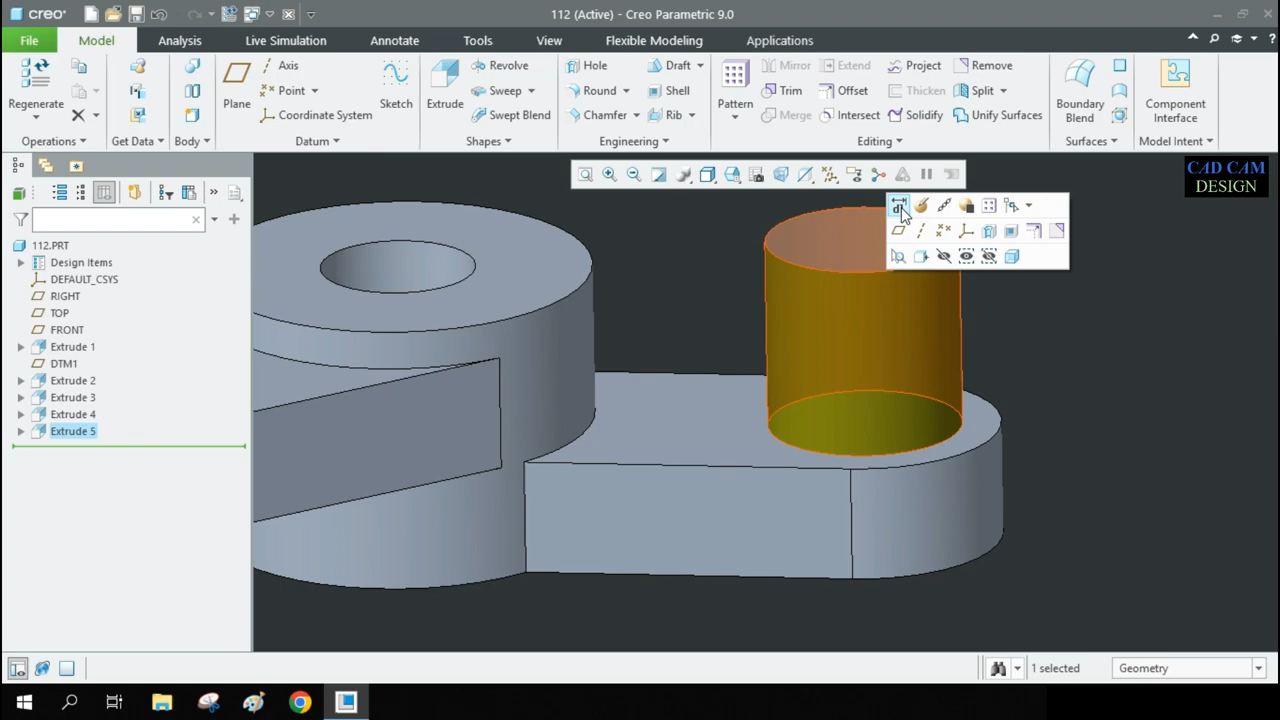 creo+
112 (Active) - Creo Parametric 9.0
File Model Analysis Live Simulation Annotate Tools View Flexible Modeling Applications
Regenerate
Operations
Get Data
Body
Plane
Axis
Point
Coordinate System
Sketch
Datum
Extrude
Revolve
Sweep
Swept Blend
Shapes
Hole
Round
Chamfer
Draft
Shell
Rib
Engineering
Pattern
Mirror
Trim
Merge
Extend
Offset
Intersect
Project
Thicken
Solidify
Remove
Split
Unify Surfaces
Editing
Boundary
Blend
Surfaces
Component
Interface
Model Intent
CAD CAM
DESIGN
112.PRT
Design Items
DEFAULT_CSYS
RIGHT
TOP
FRONT
Extrude 1
DTM1
Extrude 2
Extrude 3
Extrude 4
Extrude 5
1 selected
Geometry